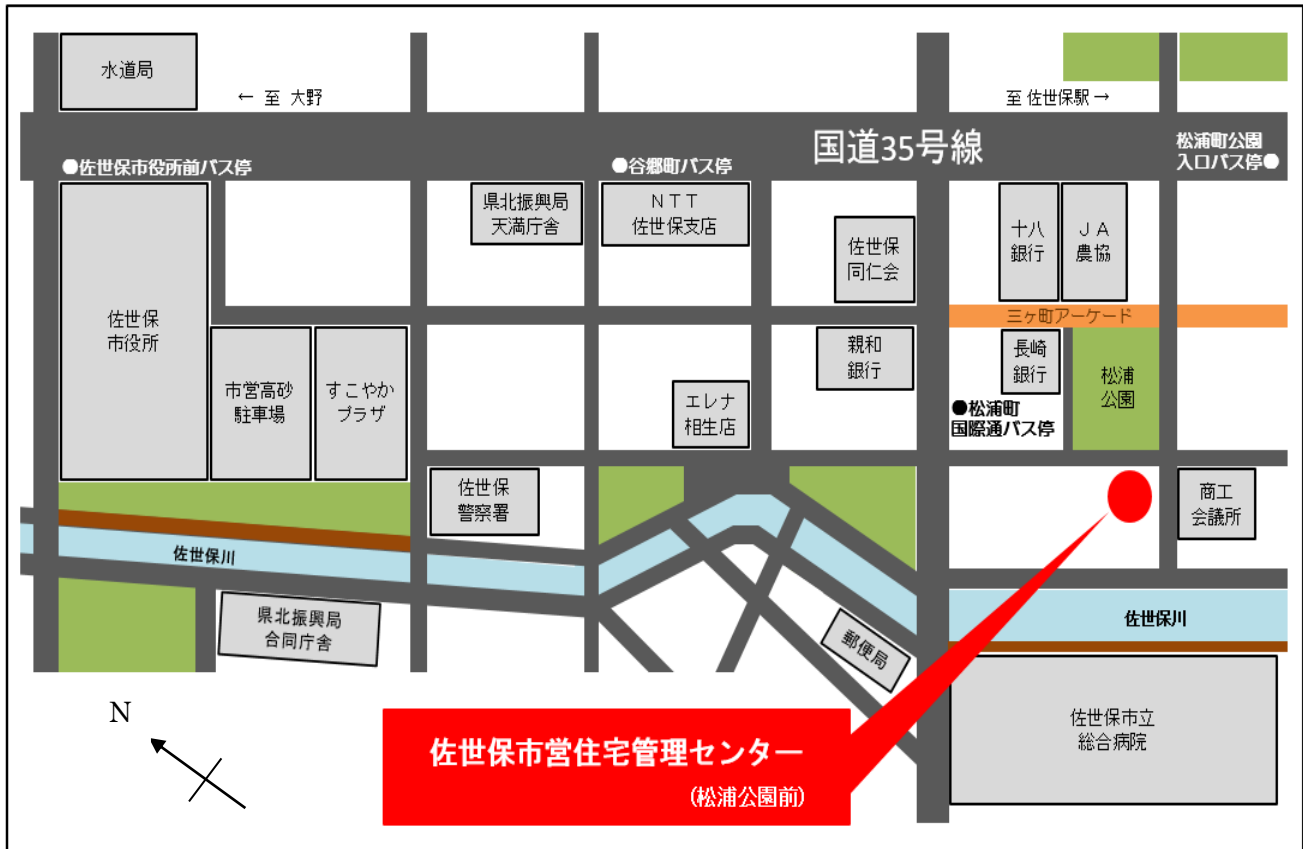 水道局
← 至 大野
至 佐世保駅 →
国道35号線
松浦町公園
入口バス停●
●佐世保市役所前バス停
●谷郷町バス停
県北振興局
天満庁舎
ＮＴＴ
佐世保支店
佐世保
同仁会
十八
銀行
ＪＡ
農協
三ヶ町アーケード
佐世保
市役所
市営高砂
駐車場
すこやか
プラザ
エレナ
相生店
親和
銀行
長崎
銀行
松浦
公園
●松浦町
国際通バス停
佐世保
警察署
商工
会議所
佐世保川
県北振興局
合同庁舎
郵便局
佐世保川
佐世保市立
総合病院
N
佐世保市営住宅管理センター
(松浦公園前)